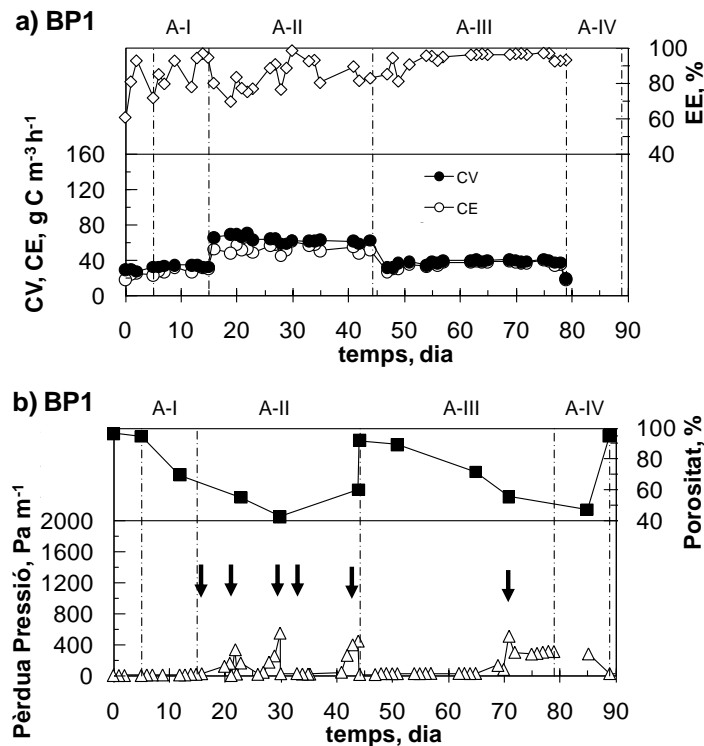 a) BP1
A-I A-II A-III A-IV
100
80
60
40
EE, %
160
120
80
40
0
CV, CE, g C m-3 h-1
CV
CE
0 10 20 30 40 50 60 70 80 90
temps, dia
b) BP1
A-I A-II A-III A-IV
100
80
60
40
Porositat, %
2000
1600
1200
800
400
0
Pèrdua Pressió, Pa m-1
0 10 20 30 40 50 60 70 80 90
temps, dia